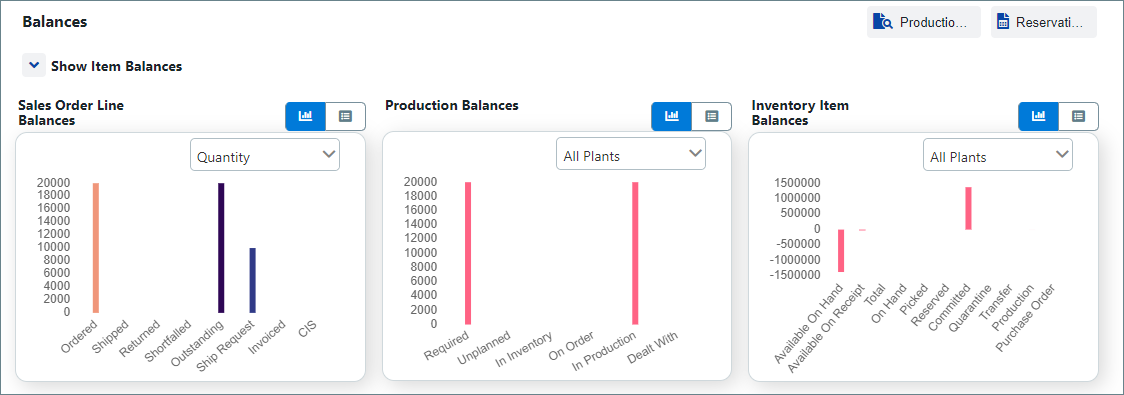 Balances
Productio...
Reservati...
Show Item Balances
Sales Order Line
Balances
Quantity
20000
18000
16000
14000
12000
10000
8000
6000
4000
2000
0
Ordered
Shipped
Returned
Shortfalled
Outstanding
Ship Request
Invoiced
CIS
Production Balances
All Plants
20000
18000
16000
14000
12000
10000
8000
6000
4000
2000
0
Required
Unplanned
In Inventory
On Order
In Production
Dealt With
Inventory Item
Balances
All Plants
1500000
1000000
500000
0
-500000
-1000000
-1500000
Available On Hand
Available On Receipt
Total
On Hand
Picked
Reserved
Committed
Quarantine
Transfer
Production
Purchase Order